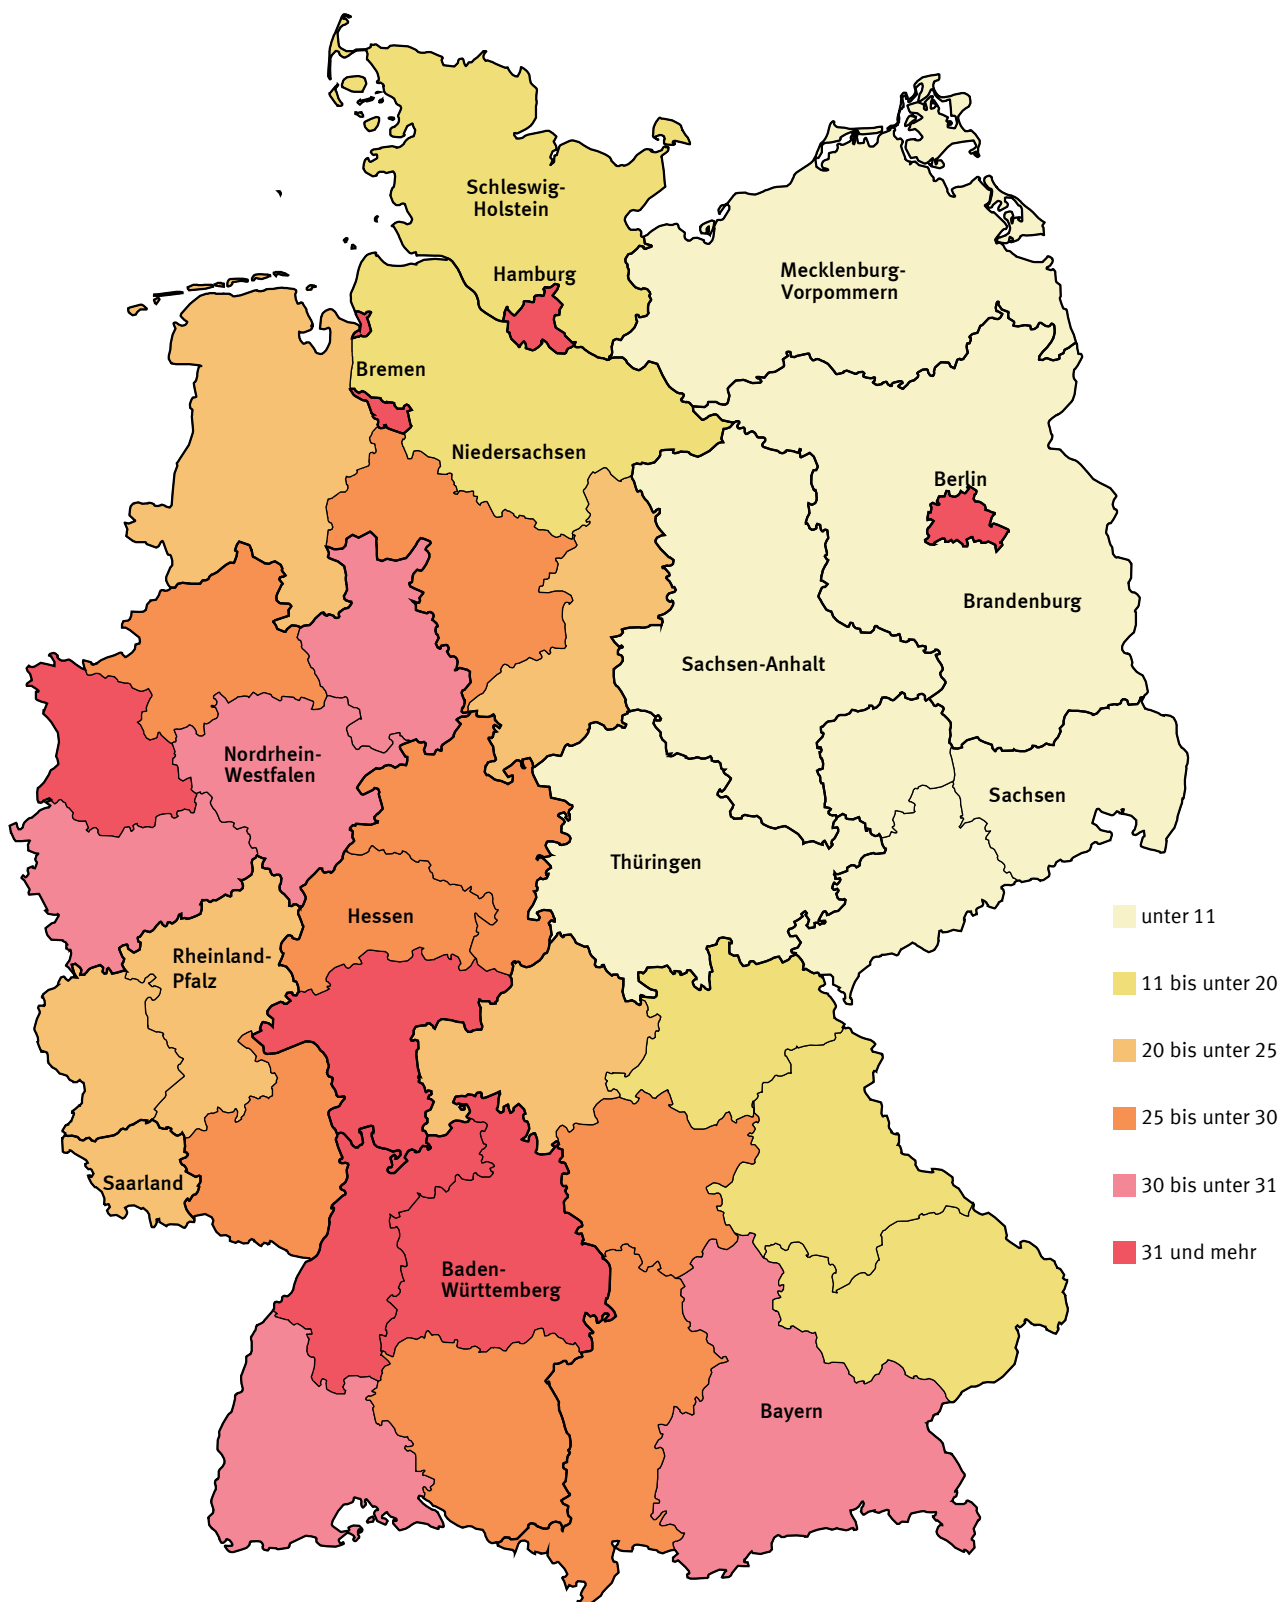 Schleswig-
Holstein
Hamburg
Mecklenburg-
Vorpommern
Bremen
Niedersachsen
Berlin
Brandenburg
Sachsen-Anhalt
Nordrhein-
Westfalen
Sachsen
Thüringen
Hessen
Rheinland-
Pfalz
Saarland
Baden-
Württemberg
Bayern
unter 11
11 bis unter 20
20 bis unter 25
25 bis unter 30
30 bis unter 31
31 und mehr